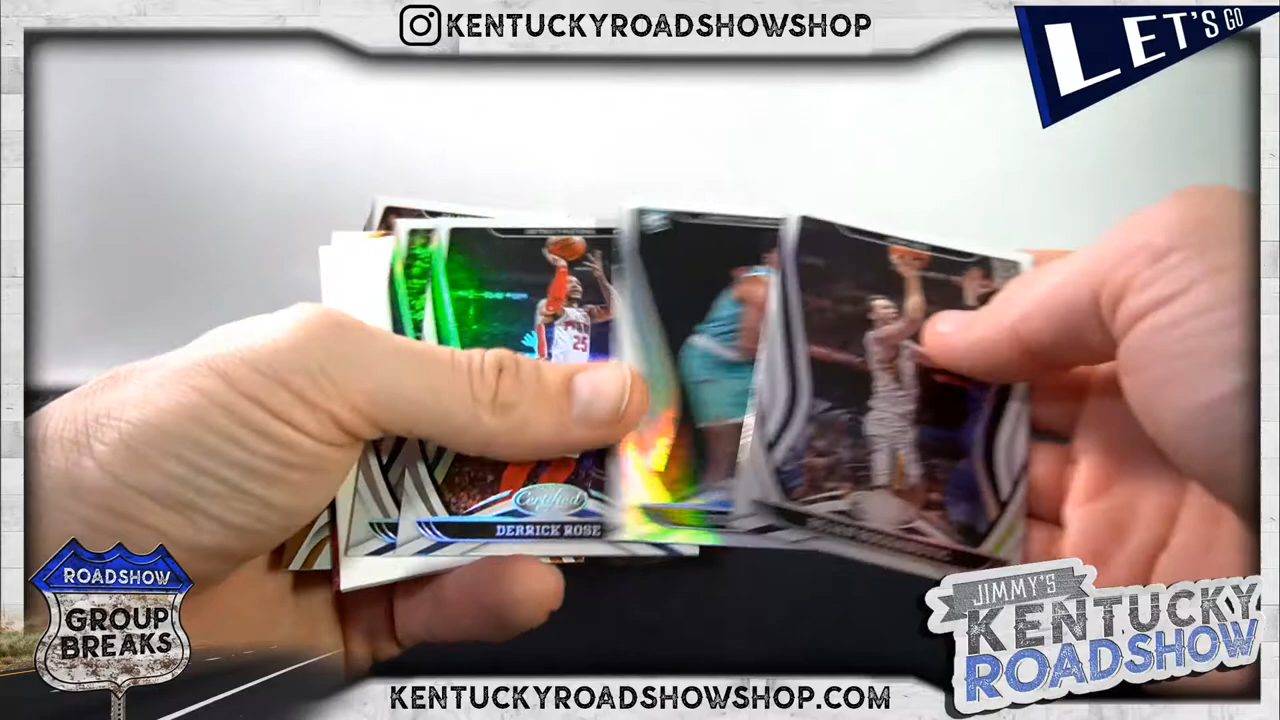 KENTUCKYROADSHOWSHOP
LET'S GO
25
Certified
DERRICK ROSE
ROADSHOW
GROUP
BREAKS
JIMMY'S
KENTUCKY
ROADSHOW
KENTUCKYROADSHOWSHOP.COM